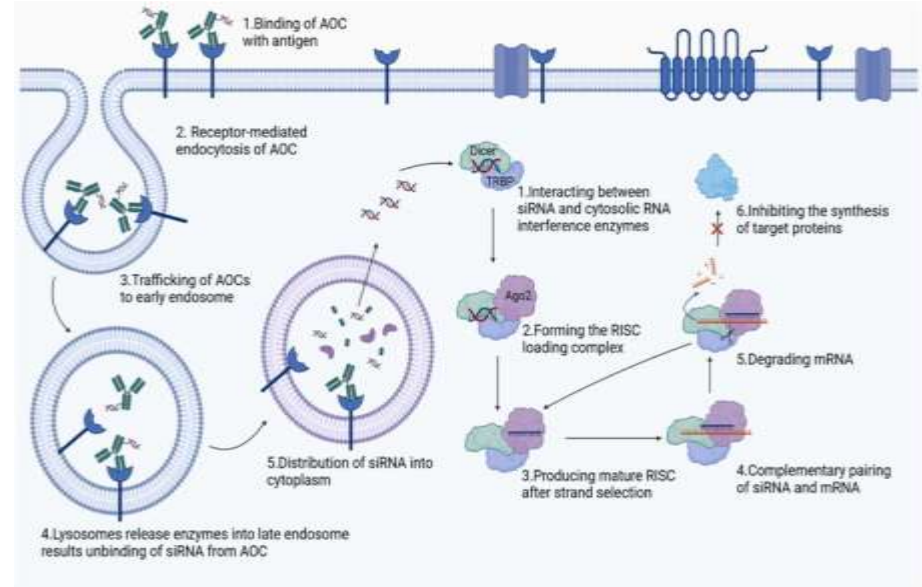 1.Binding of AOC
with antigen
2. Receptor-mediated
endocytosis of AOC
3.Trafficking of AOCs
to early endosome
4.Lysosomes release enzymes into late endosome
results unbinding of siRNA from AOC
5.Distribution of siRNA into
cytoplasm
Dicer
TRBP
1.Interacting between
siRNA and cytosolic RNA
interference enzymes
Ago2
2.Forming the RISC
loading complex
3.Producing mature RISC
after strand selection
4.Complementary pairing
of siRNA and mRNA
5.Degrading mRNA
6.Inhibiting the synthesis
of target proteins